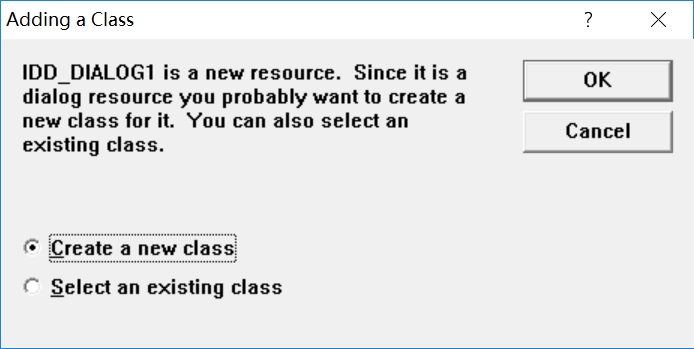 Adding a Class
IDD_DIALOG1 is a new resource.  Since it is a
dialog resource you probably want to create a
new class for it.  You can also select an
existing class.
OK
Cancel
Create a new class
Select an existing class